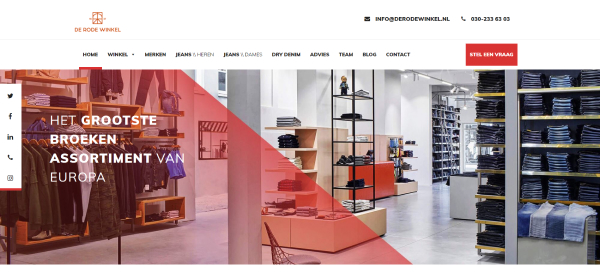 DE RODE WINKEL
INFO@DERODEWINKEL.NL 030-233 63 03
HOME WINKEL MERKEN JEANS & HEREN JEANS & DAMES DRY DENIM ADVIES TEAM BLOG CONTACT STEL EEN VRAAG
HET GROOTSTE
BROEKEN
ASSORTIMENT VAN
EUROPA